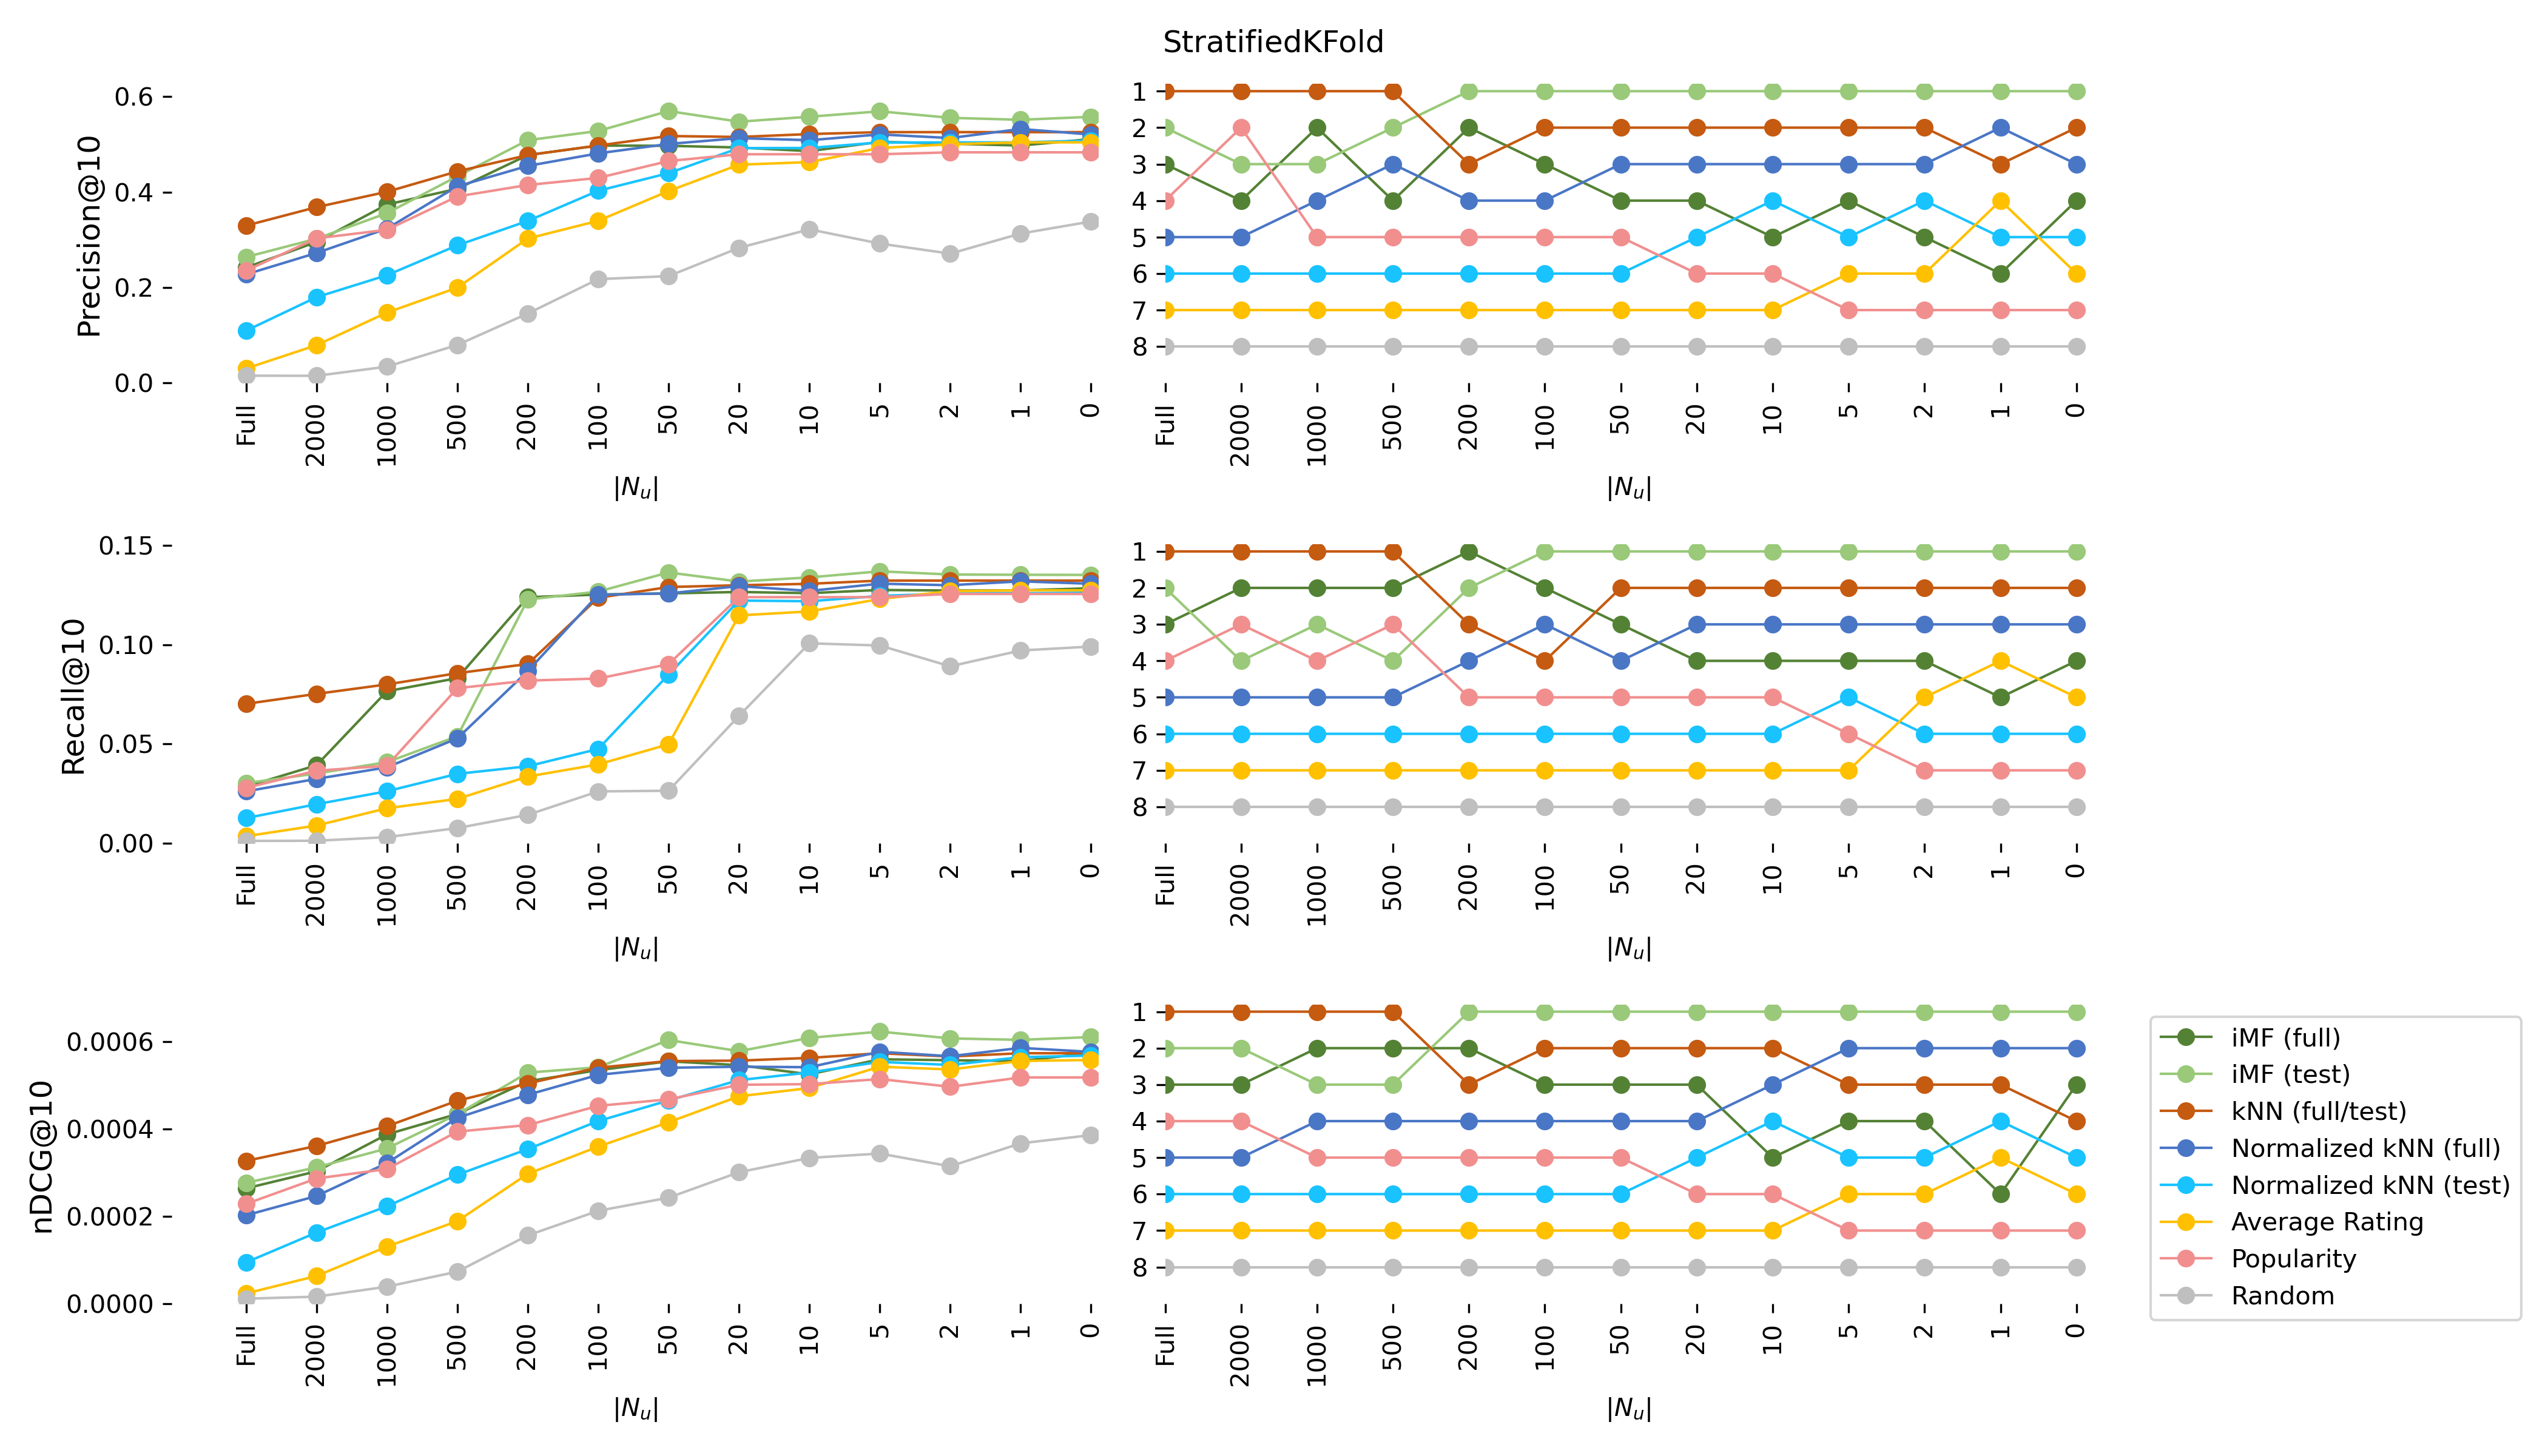 StratifiedKFold
Precision@10
0.6
0.4
0.2
0.0
Full 2000 1000 500 200 100 50 20 10 5 2 1 0
|Nu|
1
2
3
4
5
6
7
8
Full 2000 1000 500 200 100 50 20 10 5 2 1 0
|Nu|
Recall@10
0.15
0.10
0.05
0.00
Full 2000 1000 500 200 100 50 20 10 5 2 1 0
|Nu|
1
2
3
4
5
6
7
8
Full 2000 1000 500 200 100 50 20 10 5 2 1 0
|Nu|
nDCG@10
0.0006
0.0004
0.0002
0.0000
Full 2000 1000 500 200 100 50 20 10 5 2 1 0
|Nu|
1
2
3
4
5
6
7
8
Full 2000 1000 500 200 100 50 20 10 5 2 1 0
|Nu|
iMF (full)
iMF (test)
kNN (full/test)
Normalized kNN (full)
Normalized kNN (test)
Average Rating
Popularity
Random